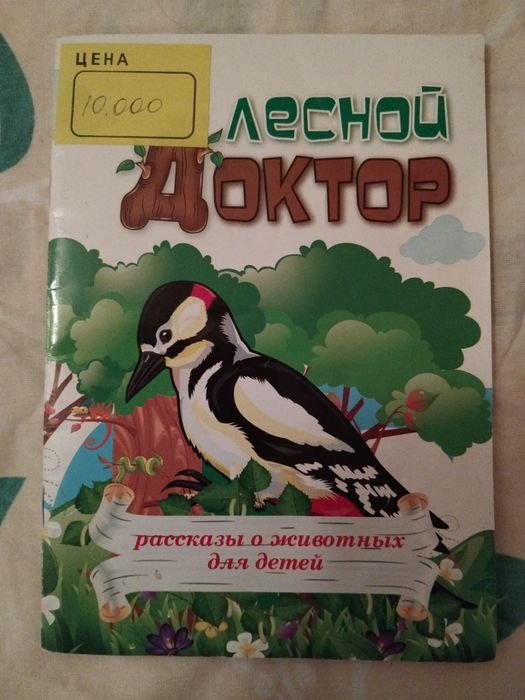 ЦЕНА
10.000
ЛЕСНОЙ
ДОКТОР
рассказы о животных
для детей